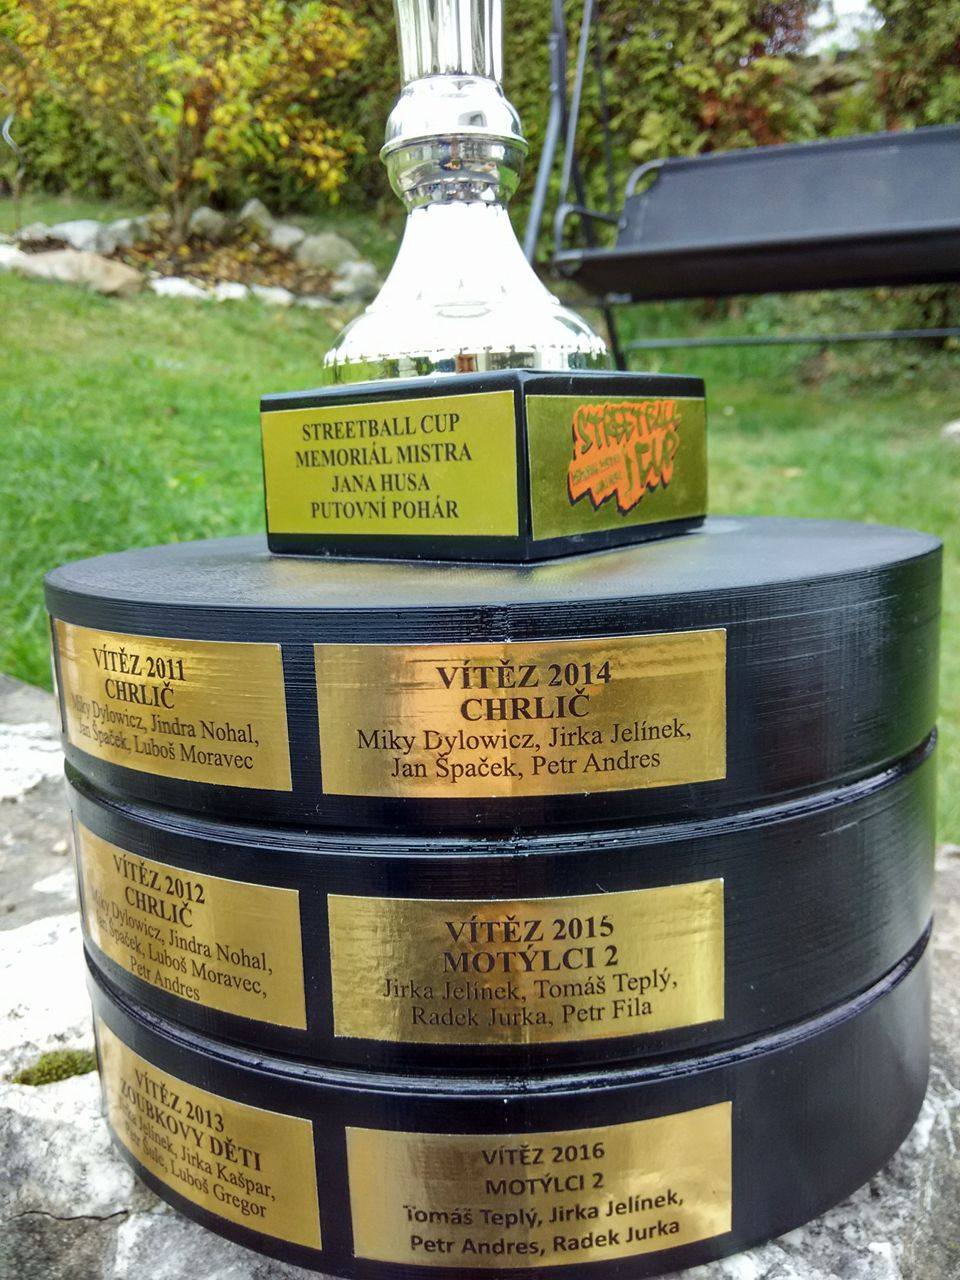 STREETBALL CUP
MEMORIÁL MISTRA
JANA HUSA
PUTOVNÍ POHÁR
STREETBALL
CUP
VÍTĚZ 2011
CHRLIČ
Miky Dylowicz, Jindra Nohal,
Jan Špaček, Luboš Moravec
VÍTĚZ 2014
CHRLIČ
Miky Dylowicz, Jirka Jelínek,
Jan Špaček, Petr Andres
VÍTĚZ 2012
CHRLIČ
Miky Dylowicz, Jindra Nohal,
Jan Špaček, Luboš Moravec,
Petr Andres
VÍTĚZ 2015
MOTÝLCI 2
Jirka Jelínek, Tomáš Teplý,
Radek Jurka, Petr Fila
VÍTĚZ 2013
ZOUBKOVY DĚTI
Jirka Jelínek, Jirka Kašpar,
Petr Šulc, Luboš Gregor
VÍTĚZ 2016
MOTÝLCI 2
Tomáš Teplý, Jirka Jelínek,
Petr Andres, Radek Jurka